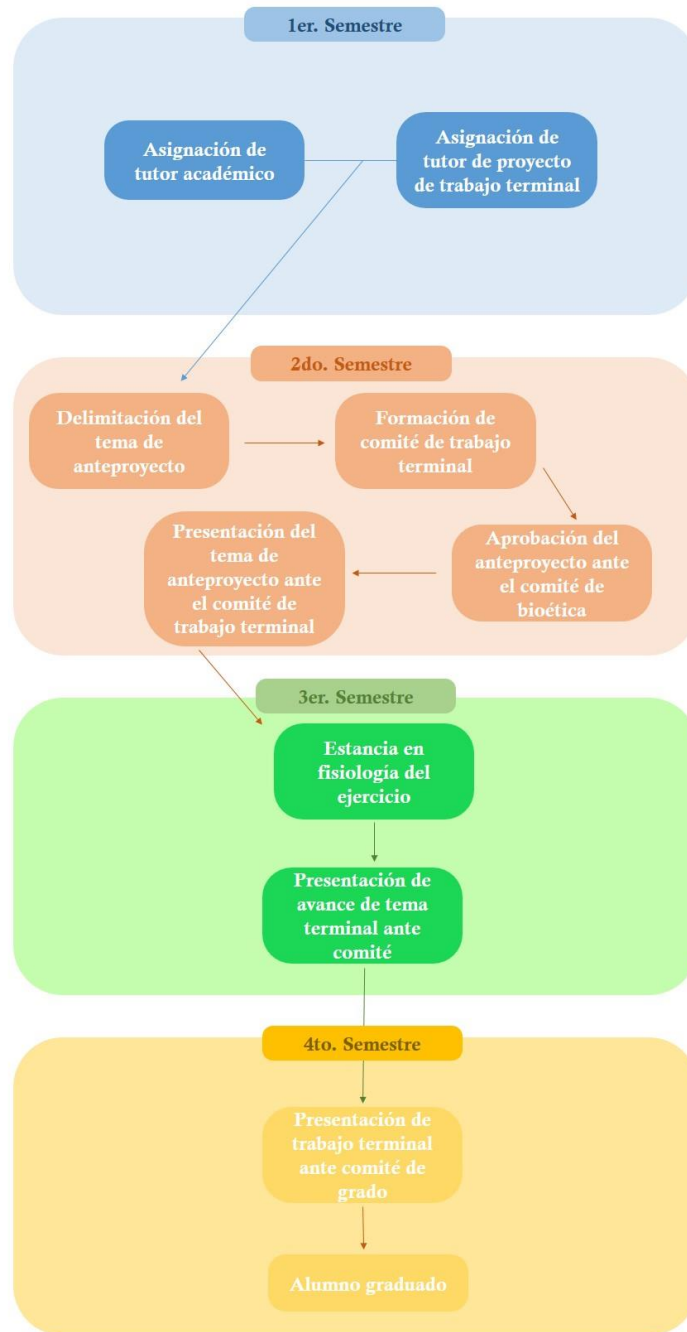 1er. Semestre
Asignación de
tutor académico
Asignación de
tutor de proyecto
de trabajo terminal
2do. Semestre
Delimitación del
tema de
anteproyecto
Formación de
comité de trabajo
terminal
Aprobación del
anteproyecto ante
el comité de
bioética
Presentación del
tema de
anteproyecto ante
el comité de
trabajo terminal
3er. Semestre
Estancia en
fisiología del
ejercicio
Presentación de
avance de tema
terminal ante
comité
4to. Semestre
Presentación de
trabajo terminal
ante comité de
grado
Alumno graduado